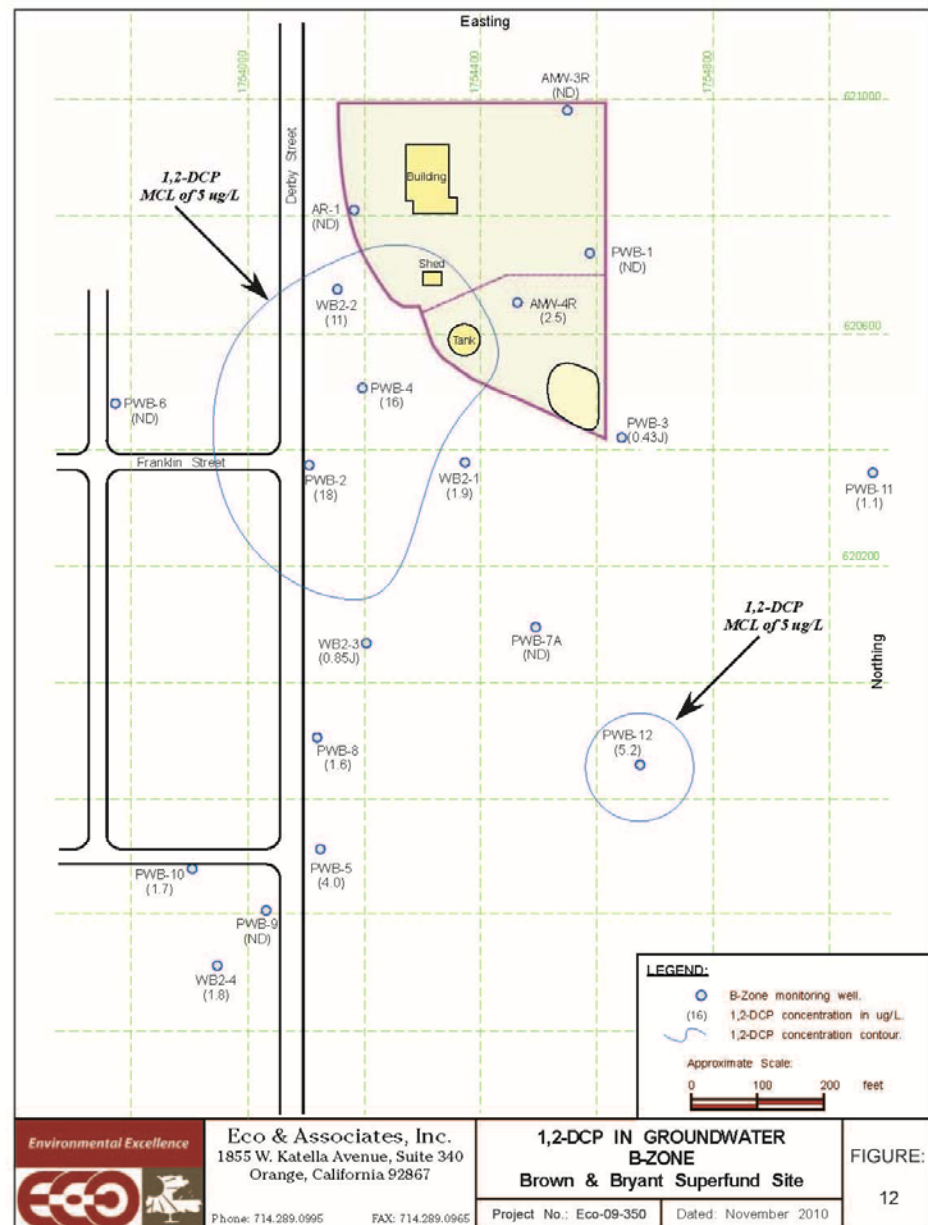 Easting
1754000
1754400
1754800
AMW-3R
(ND)
621000
1,2-DCP
MCL of 5 ug/L
Derby Street
Building
AR-1
(ND)
Shed
PWB-1
(ND)
WB2-2
(11)
AMW-4R
(2.5)
620600
Tank
PWB-4
(16)
PWB-6
(ND)
PWB-3
(0.43J)
Franklin Street
PWB-2
(18)
WB2-1
(1.9)
PWB-11
(1.1)
620200
1,2-DCP
MCL of 5 ug/L
WB2-3
(0.85J)
PWB-7A
(ND)
Northing
PWB-8
(1.6)
PWB-12
(5.2)
PWB-5
(4.0)
PWB-10
(1.7)
PWB-9
(ND)
WB2-4
(1.8)
LEGEND:
B-Zone monitoring well.
(16) 1,2-DCP concentration in ug/L.
1,2-DCP concentration contour.
Approximate Scale:
0 100 200 feet
Environmental Excellence
ECO
Eco & Associates, Inc.
1855 W. Katella Avenue, Suite 340
Orange, California 92867
Phone: 714.289.0995 FAX: 714.289.0965
1,2-DCP IN GROUNDWATER
B-ZONE
Brown & Bryant Superfund Site
Project No.: Eco-09-350 Dated: November 2010
FIGURE:
12